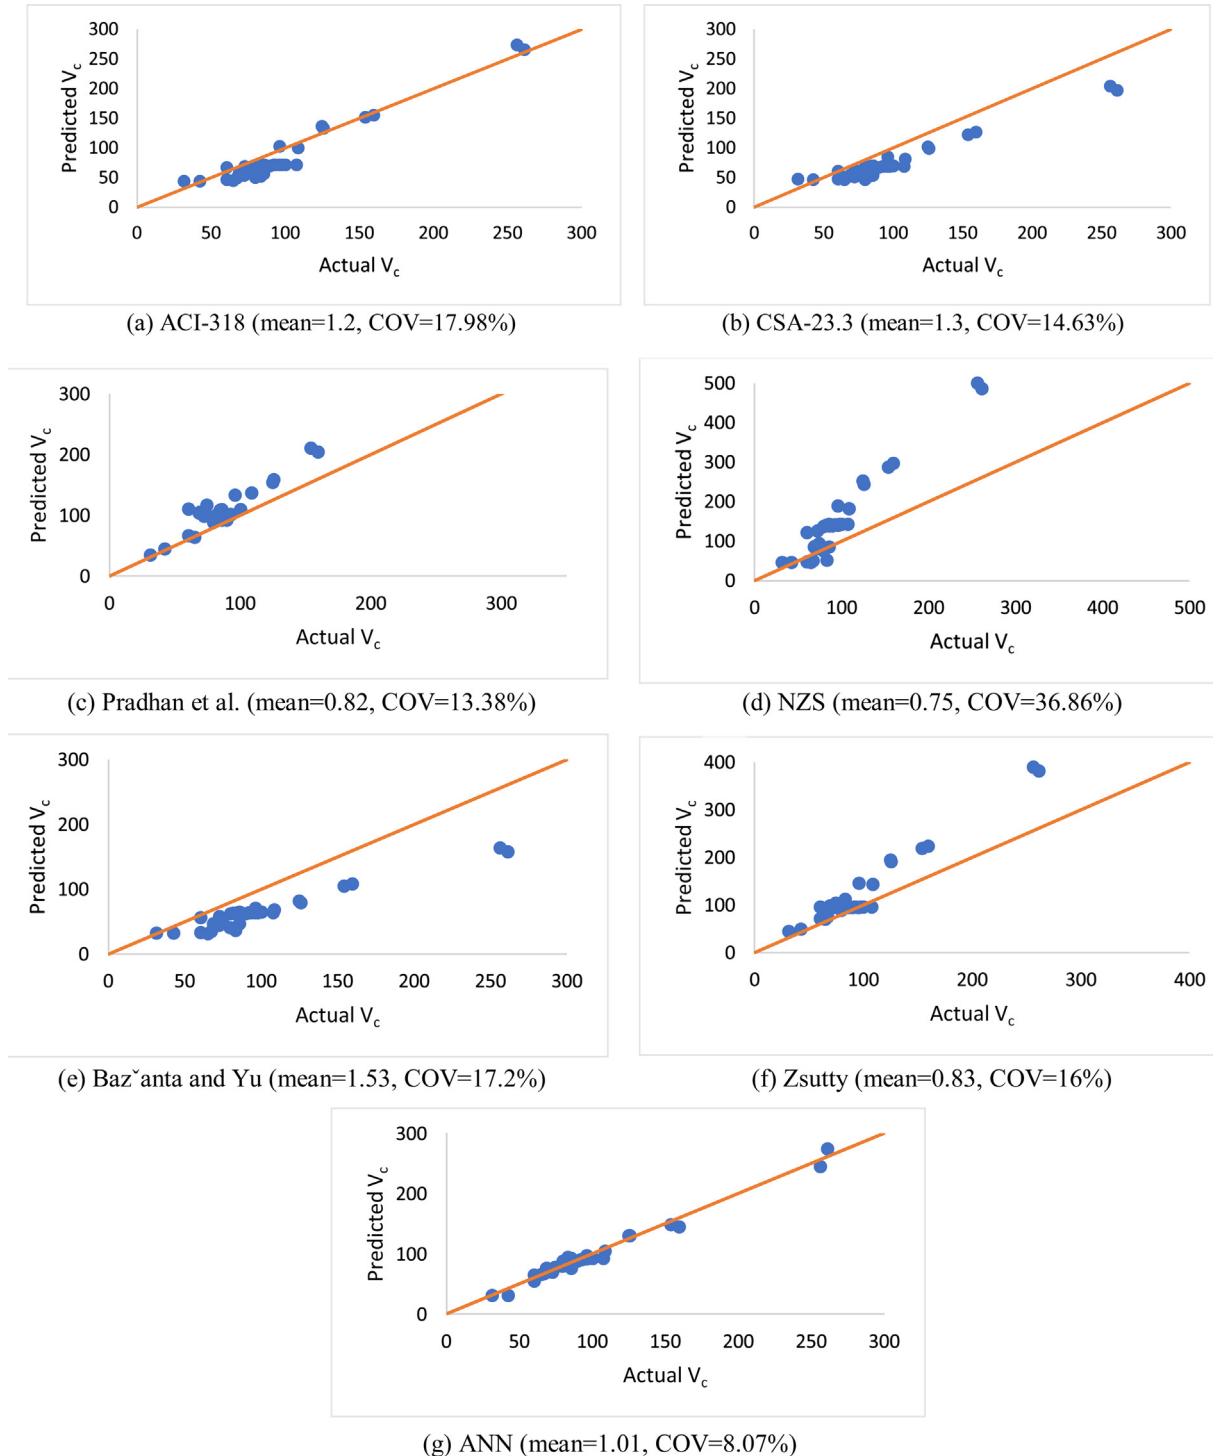 300
250
200
150
100
50
0
Predicted Vc
0 50 100 150 200 250 300
Actual Vc
(a) ACI-318 (mean=1.2, COV=17.98%)
300
250
200
150
100
50
0
Predicted Vc
0 50 100 150 200 250 300
Actual Vc
(b) CSA-23.3 (mean=1.3, COV=14.63%)
300
200
100
0
Predicted Vc
0 100 200 300
Actual Vc
(c) Pradhan et al. (mean=0.82, COV=13.38%)
500
400
300
200
100
0
Predicted Vc
0 100 200 300 400 500
Actual Vc
(d) NZS (mean=0.75, COV=36.86%)
300
200
100
0
Predicted Vc
0 50 100 150 200 250 300
Actual Vc
(e) Bazˇanta and Yu (mean=1.53, COV=17.2%)
400
300
200
100
0
Predicted Vc
0 100 200 300 400
Actual Vc
(f) Zsutty (mean=0.83, COV=16%)
300
200
100
0
Predicted Vc
0 50 100 150 200 250 300
Actual Vc
(g) ANN (mean=1.01, COV=8.07%)